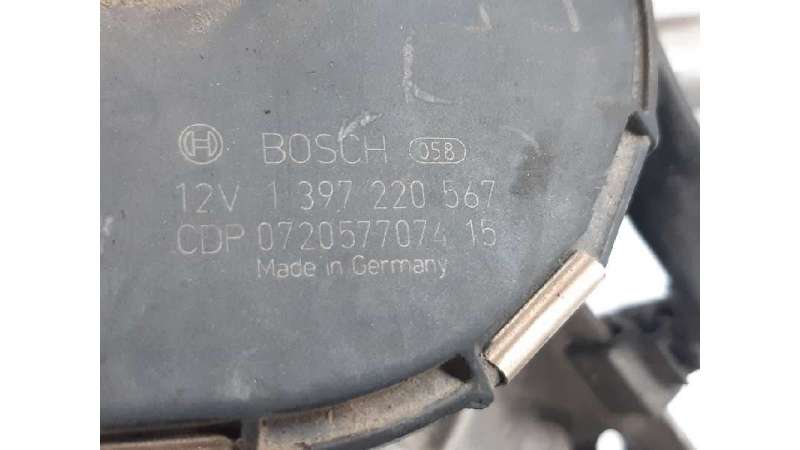 BOSCH 058
12V 1 397 220 567
CDP 0720577074 15
Made in Germany